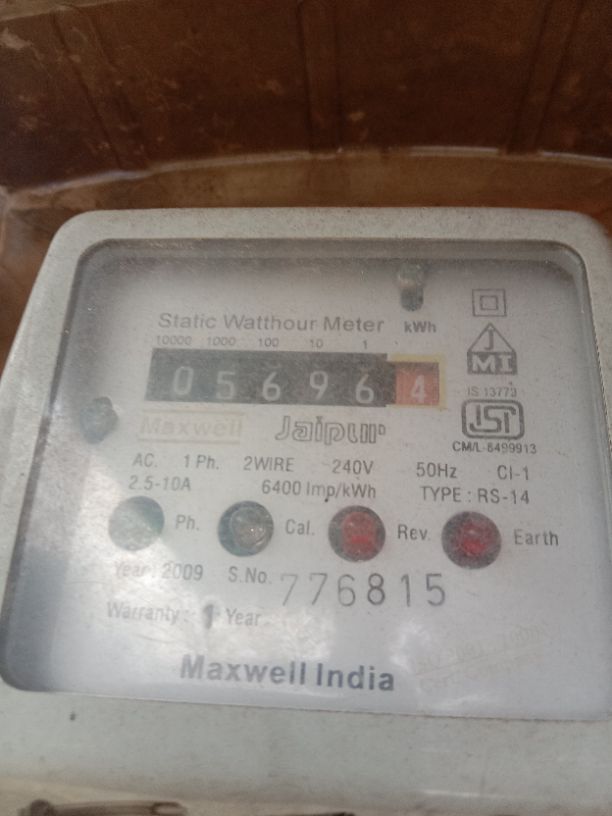 Static Watthour Meter kWh
10000 1000 100 10 1
0 5 6 9 6 4
J
MI
IS 13779
Maxwell Jaipur
ISI
CM/L-8499913
AC. 1 Ph. 2WIRE 240V 50Hz Cl-1
2.5-10A 6400 Imp/kWh TYPE : RS-14
Ph. Cal. Rev. Earth
Year: 2009 S.No. 776815
Warranty: 1 Year
Maxwell India